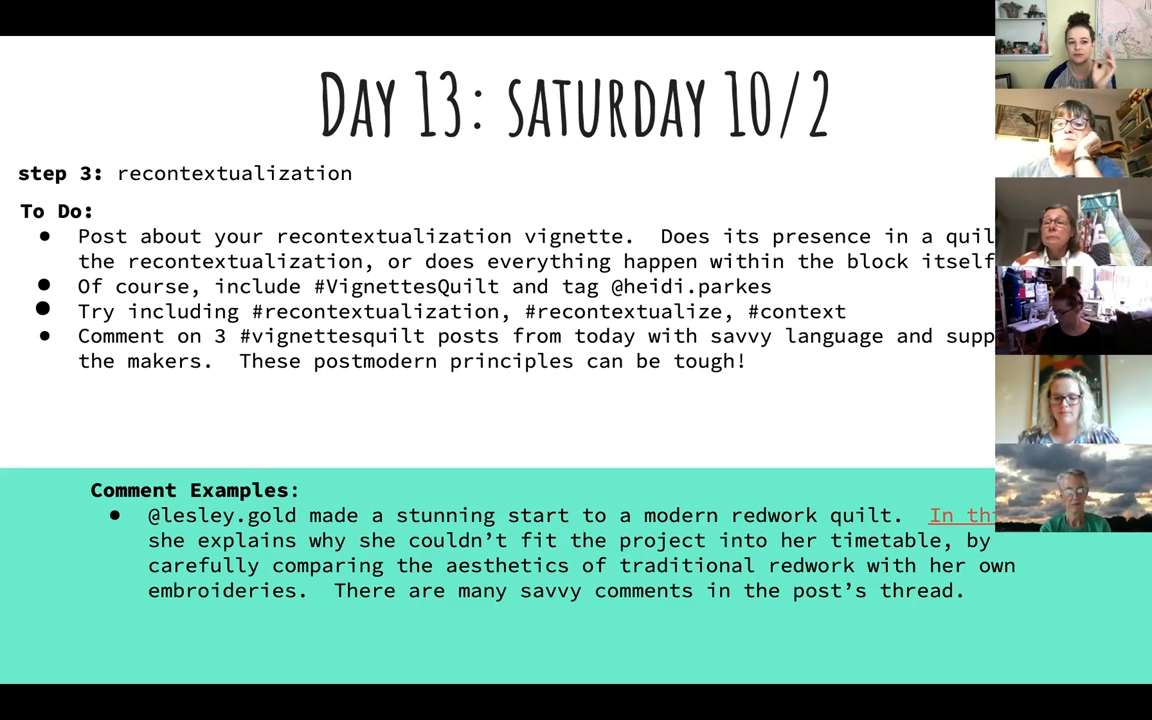 DAY 13: SATURDAY 10/2
step 3: recontextualization
To Do:
● Post about your recontextualization vignette.  Does its presence in a
the recontextualization, or does everything happen within the block itself
● Of course, include #VignettesQuilt and tag @heidi.parkes
● Try including #recontextualization, #recontextualize, #context
● Comment on 3 #vignettesquilt posts from today with savvy language and
the makers.  These postmodern principles can be tough!
Comment Examples:
● @lesley.gold made a stunning start to a modern redwork quilt.  In
she explains why she couldn’t fit the project into her timetable, by
carefully comparing the aesthetics of traditional redwork with her own
embroideries.  There are many savvy comments in the post’s thread.